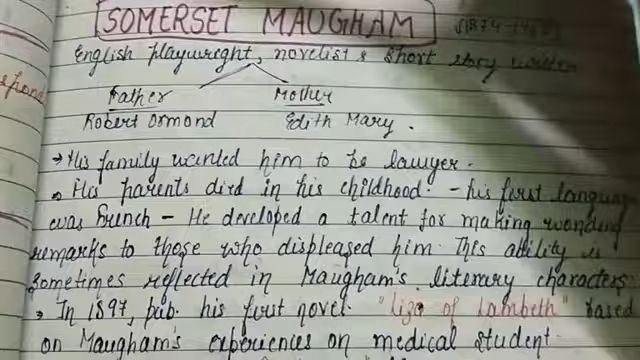 SOMERSET MAUGHAM
English playwreght, novelist & short story writer
Father Mother
Robert Ormond Edith Mary.
→ His family wanted him to be lawyer.
• His parents died in his childhood. - his first language
was French - He developed a talent for making wonding
remarks to those who displeased him. This ability is
sometimes reflected in Maugham's literary characters.
• In 1897, pub. his first novel. "liza of lambeth" based
on Maugham's experiences on medical student.